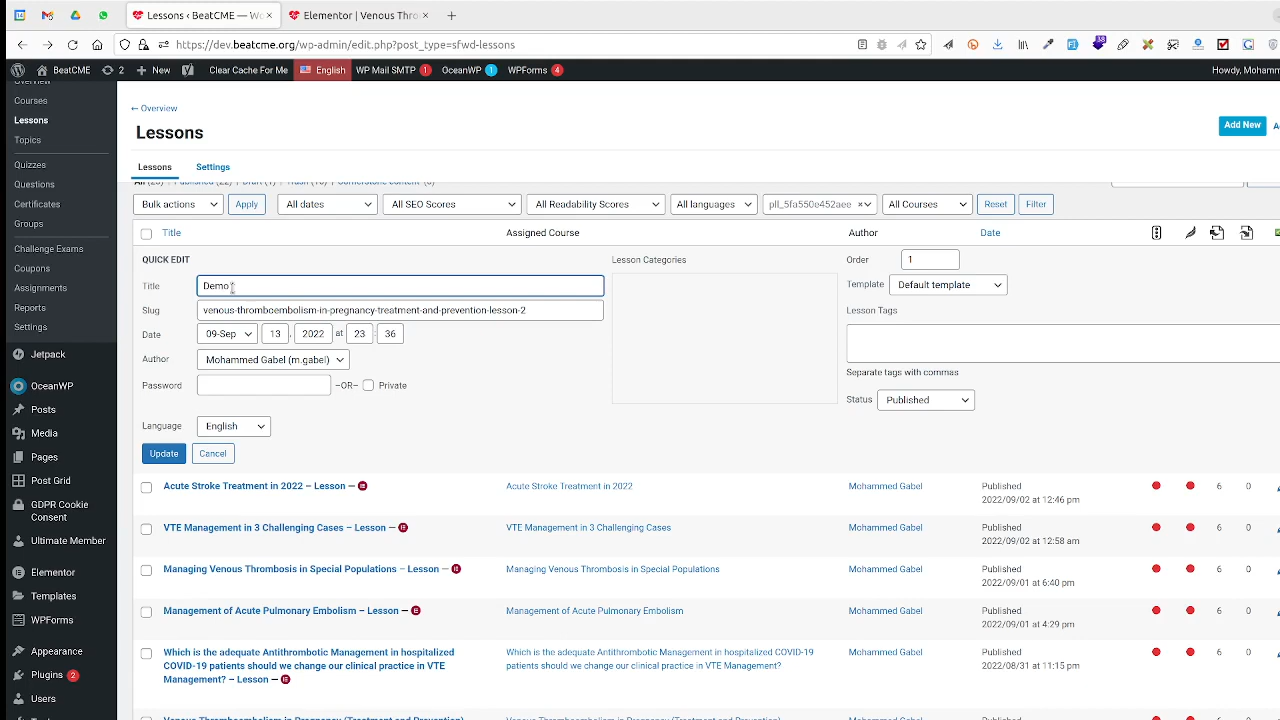 Lessons ‹ BeatCME — Wo
Elementor | Venous Thro
https://dev.beatcme.org/wp-admin/edit.php?post_type=sfwd-lessons
38
BeatCME
2
New
Clear Cache For Me
English
WP Mail SMTP 1
OceanWP 1
WPForms 4
Howdy, Mohamm
Overview
Courses
Lessons
Topics
Quizzes
Questions
Certificates
Groups
Challenge Exams
Coupons
Assignments
Reports
Settings
Jetpack
OceanWP
Posts
Media
Pages
Post Grid
GDPR Cookie
Consent
Ultimate Member
Elementor
Templates
WPForms
Appearance
Plugins 2
Users
← Overview
Lessons
Add New
Lessons Settings
Bulk actions Apply All dates All SEO Scores All Readability Scores All languages pll_5fa550e452aee × All Courses Reset Filter
Title Assigned Course Author Date
QUICK EDIT
Title Demo
Slug venous-thromboembolism-in-pregnancy-treatment-and-prevention-lesson-2
Date 09-Sep 13 , 2022 at 23 : 36
Author Mohammed Gabel (m.gabel)
Password –OR– Private
Language English
Update Cancel
Lesson Categories
Order 1
Template Default template
Lesson Tags
Separate tags with commas
Status Published
Acute Stroke Treatment in 2022 – Lesson — Acute Stroke Treatment in 2022 Mohammed Gabel Published 6 0
2022/09/02 at 12:46 pm
VTE Management in 3 Challenging Cases – Lesson — VTE Management in 3 Challenging Cases Mohammed Gabel Published 6 0
2022/09/02 at 12:58 am
Managing Venous Thrombosis in Special Populations – Lesson — Managing Venous Thrombosis in Special Populations Mohammed Gabel Published 6 0
2022/09/01 at 6:40 pm
Management of Acute Pulmonary Embolism – Lesson — Management of Acute Pulmonary Embolism Mohammed Gabel Published 6 0
2022/09/01 at 4:29 pm
Which is the adequate Antithrombotic Management in hospitalized Which is the adequate Antithrombotic Management in hospitalized COVID-19 Mohammed Gabel Published 6 0
COVID-19 patients should we change our clinical practice in VTE patients should we change our clinical practice in VTE Management? 2022/08/31 at 11:15 pm
Management? – Lesson —